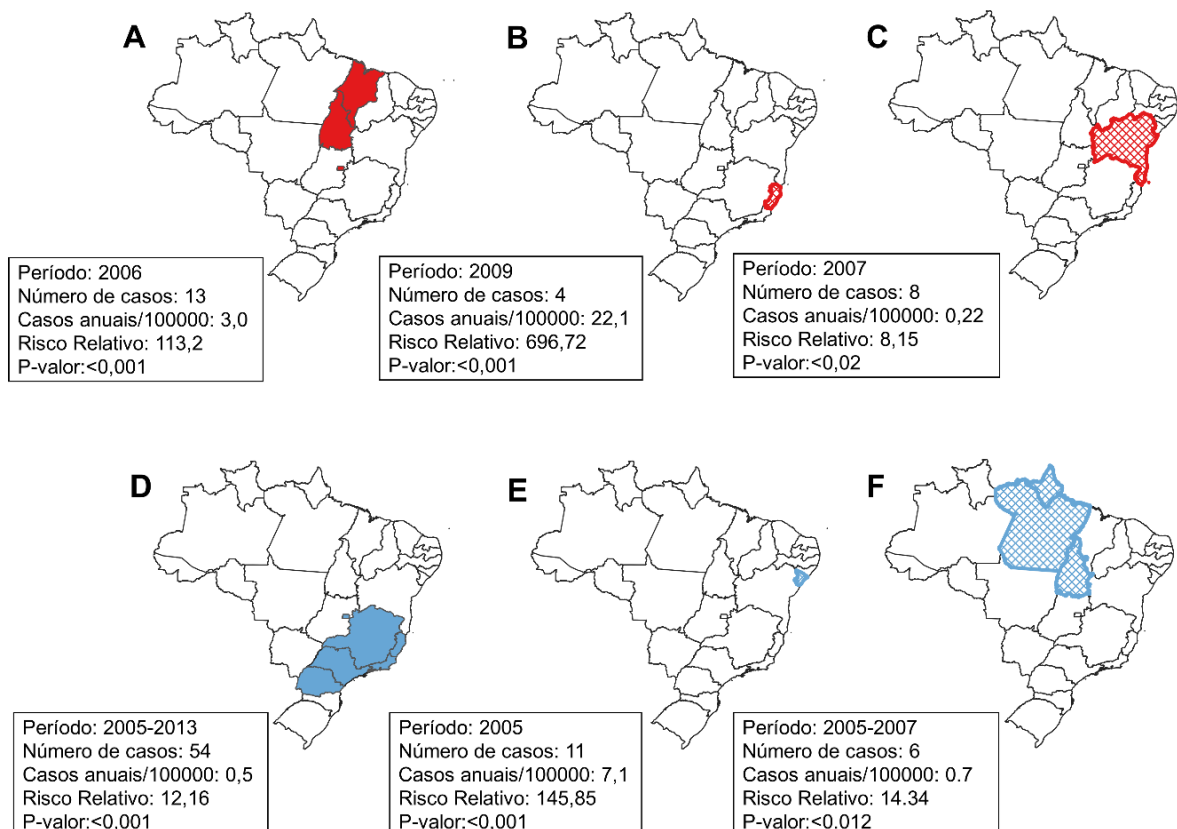 A
B
C
Período: 2006
Número de casos: 13
Casos anuais/100000: 3,0
Risco Relativo: 113,2
P-valor:<0,001
Período: 2009
Número de casos: 4
Casos anuais/100000: 22,1
Risco Relativo: 696,72
P-valor:<0,001
Período: 2007
Número de casos: 8
Casos anuais/100000: 0,22
Risco Relativo: 8,15
P-valor:<0,02
D
E
F
Período: 2005-2013
Número de casos: 54
Casos anuais/100000: 0,5
Risco Relativo: 12,16
P-valor:<0,001
Período: 2005
Número de casos: 11
Casos anuais/100000: 7,1
Risco Relativo: 145,85
P-valor:<0,001
Período: 2005-2007
Número de casos: 6
Casos anuais/100000: 0.7
Risco Relativo: 14.34
P-valor:<0,012